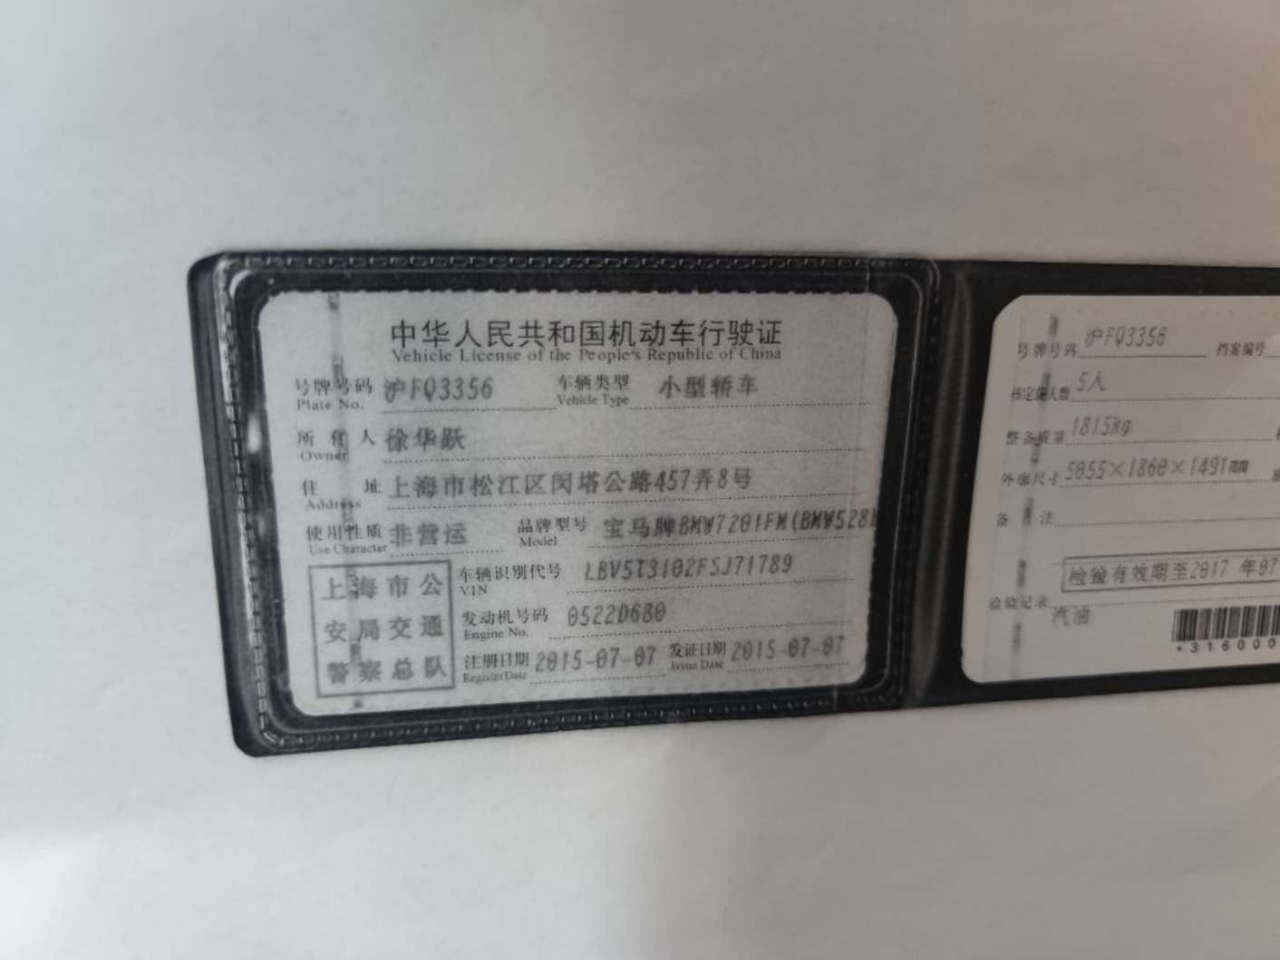 中华人民共和国机动车行驶证
Vehicle License of the People's Republic of China
号牌号码 沪FQ3356 车辆类型 小型轿车
Plate No. Vehicle Type
所有人 徐华跃
Owner
住址 上海市松江区闵塔公路457弄8号
Address
使用性质 非营运 品牌型号 宝马牌BMW7201FM(BMW528
Use Character Model
车辆识别代号 LBV5T3102FSJ71789
VIN
发动机号码 0522D680
Engine No.
注册日期 2015-07-07 发证日期 2015-07-07
Register Date Issue Date
上海市公
安局交通
警察总队
号牌号码 沪FQ3356 档案编号
核定载人数 5人
整备质量 1815kg
外廓尺寸 5055×1860×1491mm
备注
检验有效期至2017年07
检验记录
汽油
*316000